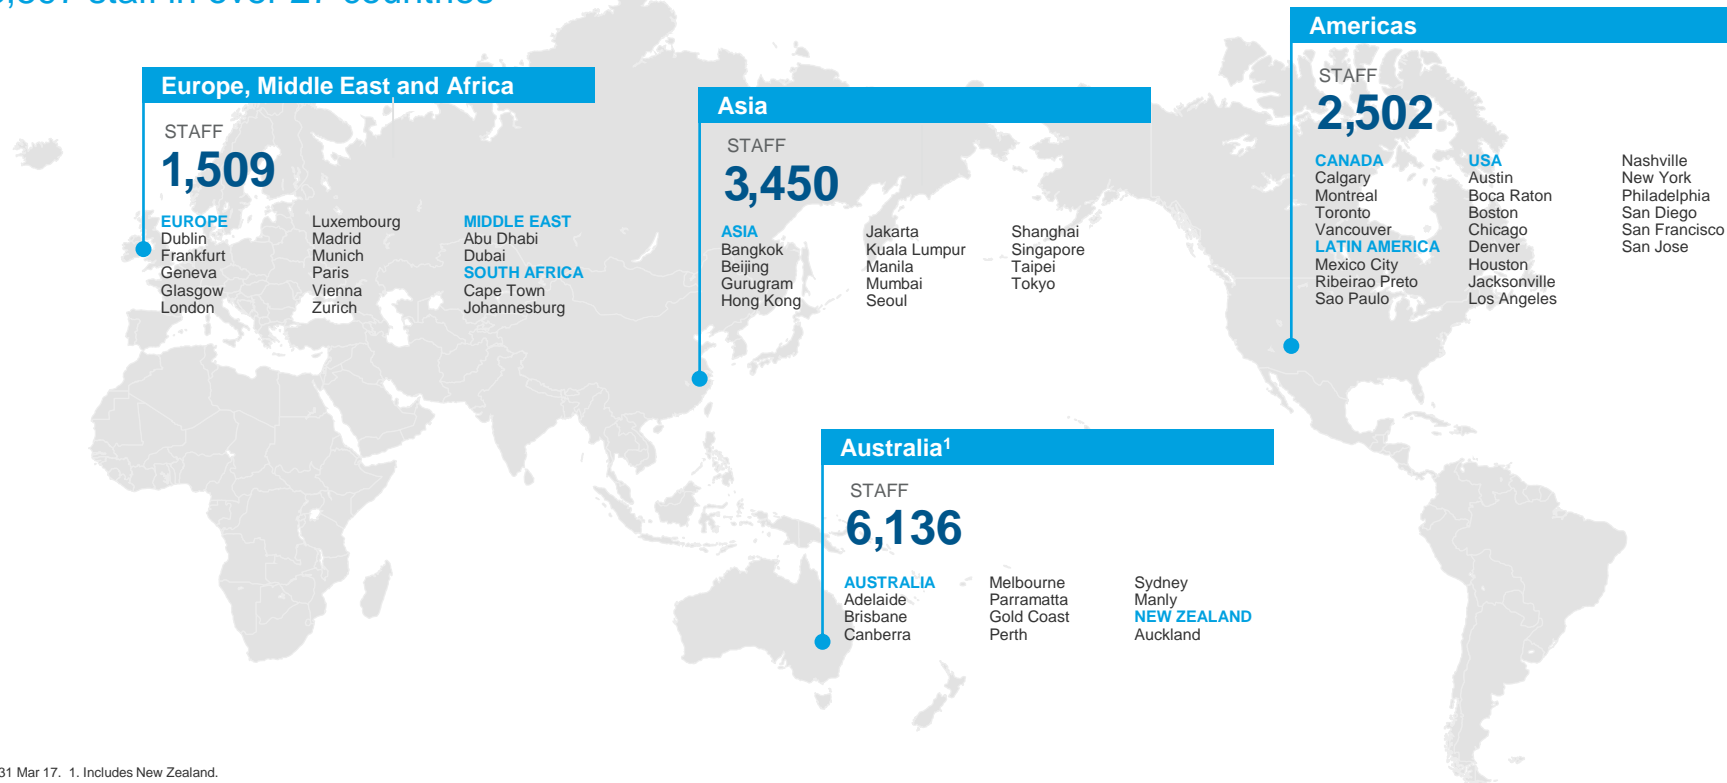 staff in over 27 countries
Europe, Middle East and Africa
STAFF
1,509
EUROPE
Dublin
Frankfurt
Geneva
Glasgow
London
Luxembourg
Madrid
Munich
Paris
Vienna
Zurich
MIDDLE EAST
Abu Dhabi
Dubai
SOUTH AFRICA
Cape Town
Johannesburg
Asia
STAFF
3,450
ASIA
Bangkok
Beijing
Gurugram
Hong Kong
Jakarta
Kuala Lumpur
Manila
Mumbai
Seoul
Shanghai
Singapore
Taipei
Tokyo
Americas
STAFF
2,502
CANADA
Calgary
Montreal
Toronto
Vancouver
LATIN AMERICA
Mexico City
Ribeirao Preto
Sao Paulo
USA
Austin
Boca Raton
Boston
Chicago
Denver
Houston
Jacksonville
Los Angeles
Nashville
New York
Philadelphia
San Diego
San Francisco
San Jose
Australia¹
STAFF
6,136
AUSTRALIA
Adelaide
Brisbane
Canberra
Melbourne
Parramatta
Gold Coast
Perth
Sydney
Manly
NEW ZEALAND
Auckland
31 Mar 17. 1. Includes New Zealand.